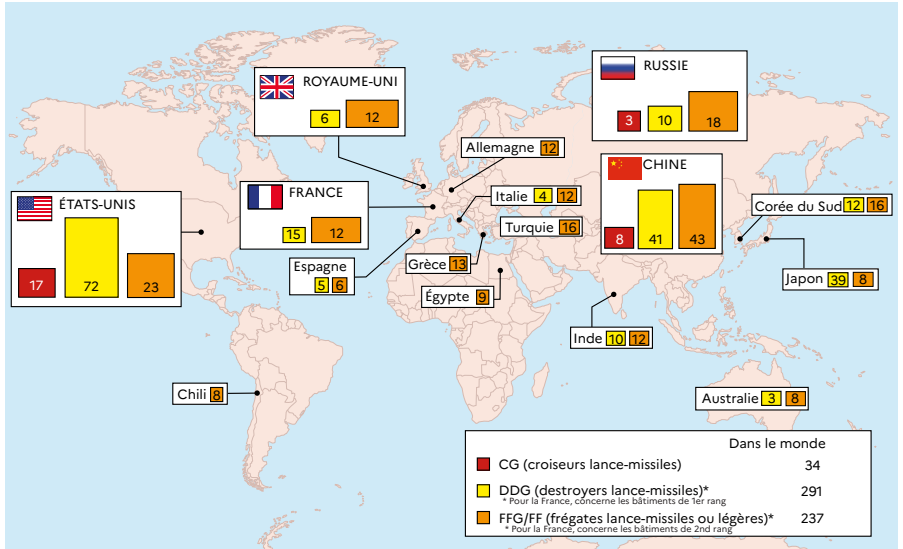 ROYAUME-UNI
6 12
RUSSIE
3 10 18
Allemagne 12
ÉTATS-UNIS
17 72 23
FRANCE
15 12
Italie 4 12
Turquie 16
CHINE
8 41 43
Corée du Sud 12 16
Espagne
5 6
Grèce 13
Égypte 9
Japon 39 8
Inde 10 12
Chili 8
Australie 3 8
Dans le monde
CG (croiseurs lance-missiles) 34
DDG (destroyers lance-missiles)* 291
* Pour la France, concerne les bâtiments de 1er rang
FFG/FF (frégates lance-missiles ou légères)* 237
* Pour la France, concerne les bâtiments de 2nd rang